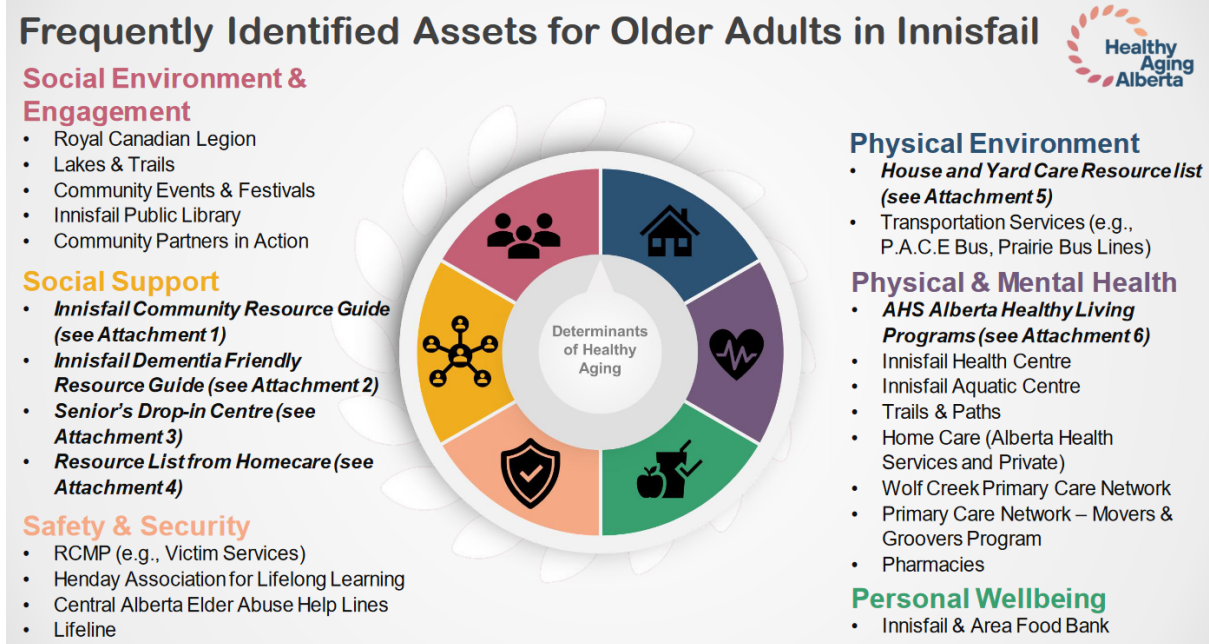 Frequently Identified Assets for Older Adults in Innisfail
Healthy
Aging
Alberta
Social Environment &
Engagement
• Royal Canadian Legion
• Lakes & Trails
• Community Events & Festivals
• Innisfail Public Library
• Community Partners in Action
Social Support
• Innisfail Community Resource Guide
(see Attachment 1)
• Innisfail Dementia Friendly
Resource Guide (see Attachment 2)
• Senior's Drop-in Centre (see
Attachment 3)
• Resource List from Homecare (see
Attachment 4)
Safety & Security
• RCMP (e.g., Victim Services)
• Henday Association for Lifelong Learning
• Central Alberta Elder Abuse Help Lines
• Lifeline
Determinants
of Healthy
Aging
Physical Environment
• House and Yard Care Resource list
(see Attachment 5)
• Transportation Services (e.g.,
P.A.C.E Bus, Prairie Bus Lines)
Physical & Mental Health
• AHS Alberta Healthy Living
Programs (see Attachment 6)
• Innisfail Health Centre
• Innisfail Aquatic Centre
• Trails & Paths
• Home Care (Alberta Health
Services and Private)
• Wolf Creek Primary Care Network
• Primary Care Network – Movers &
Groovers Program
• Pharmacies
Personal Wellbeing
• Innisfail & Area Food Bank